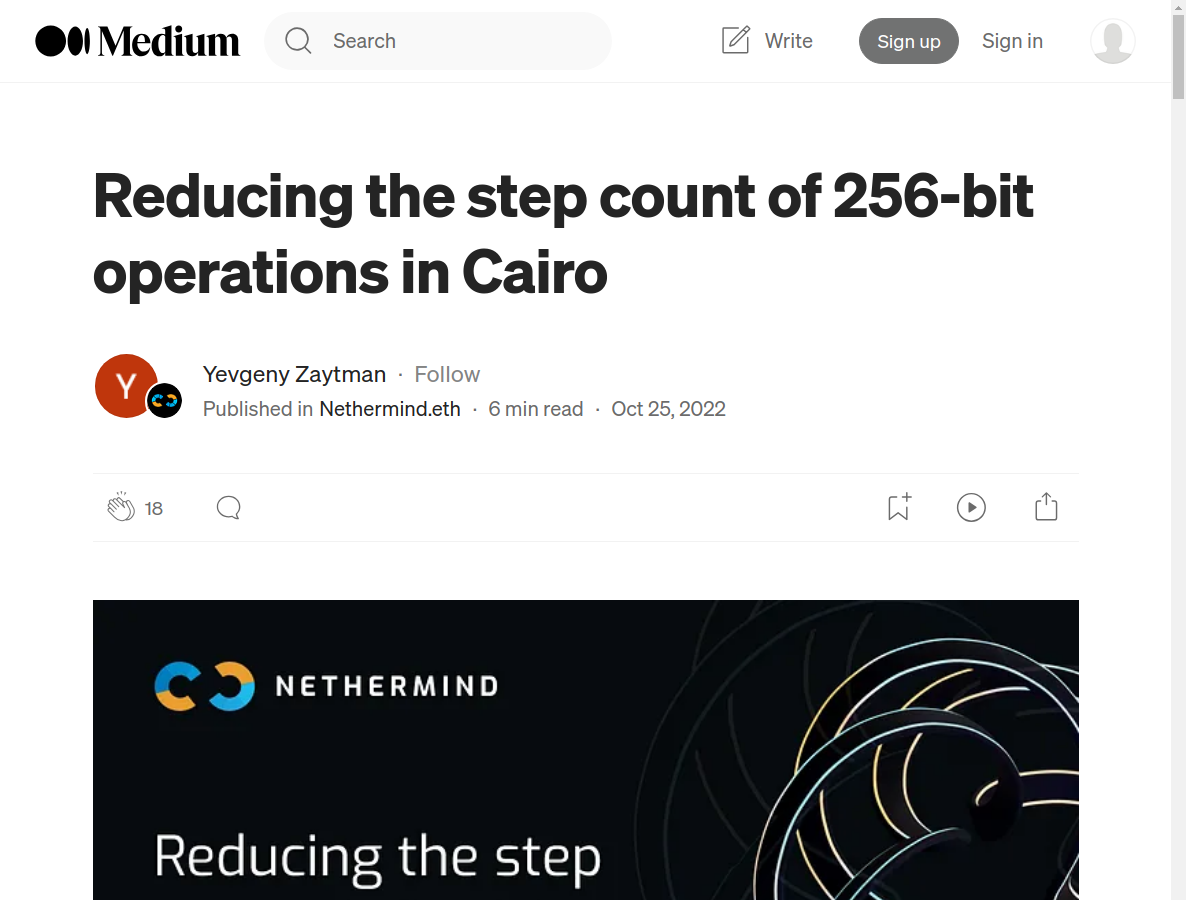 Medium
Search
Write
Sign up
Sign in
Reducing the step count of 256-bit
operations in Cairo
Y
Yevgeny Zaytman · Follow
Published in Nethermind.eth · 6 min read · Oct 25, 2022
18
NETHERMIND
Reducing the step